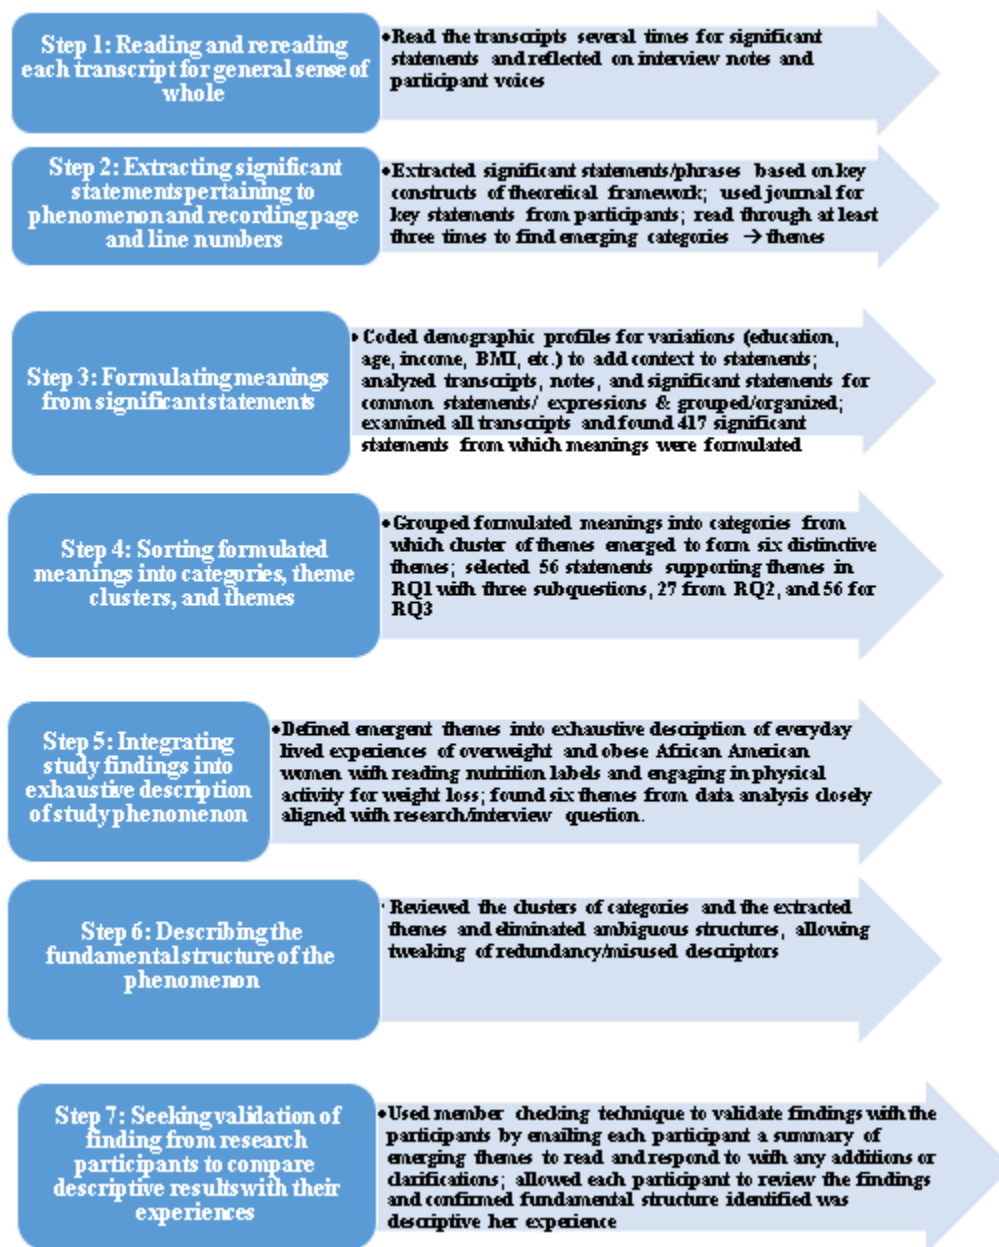 Step 1: Reading and rereading
each transcript for general sense of
whole
•Read the transcripts several times for significant
statements and reflected on interview notes and
participant voices
Step 2: Extracting significant
statements pertaining to
phenomenon and recording page
and line numbers
•Extracted significant statements/phrases based on key
constructs of theoretical framework; used journal for
key statements from participants; read through at least
three times to find emerging categories → themes
Step 3: Formulating meanings
from significant statements
• Coded demographic profiles for variations (education,
age, income, BMI, etc.) to add context to statements;
analyzed transcripts, notes, and significant statements for
common statements/ expressions & grouped/organized;
examined all transcripts and found 417 significant
statements from which meanings were formulated
Step 4: Sorting formulated
meanings into categories, theme
clusters, and themes
•Grouped formulated meanings into categories from
which cluster of themes emerged to form six distinctive
themes; selected 56 statements supporting themes in
RQ1 with three subquestions, 27 from RQ2, and 56 for
RQ3
Step 5: Integrating
study findings into
exhaustive description
of study phenomenon
•Defined emergent themes into exhaustive description of everyday
lived experiences of overweight and obese African American
women with reading nutrition labels and engaging in physical
activity for weight loss; found six themes from data analysis closely
aligned with research/interview question.
Step 6: Describing the
fundamental structure of the
phenomenon
• Reviewed the clusters of categories and the extracted
themes and eliminated ambiguous structures, allowing
tweaking of redundancy/misused descriptors
Step 7: Seeking validation of
finding from research
participants to compare
descriptive results with their
experiences
•Used member checking technique to validate findings with the
participants by emailing each participant a summary of
emerging themes to read and respond to with any additions or
clarifications; allowed each participant to review the findings
and confirmed fundamental structure identified was
descriptive her experience